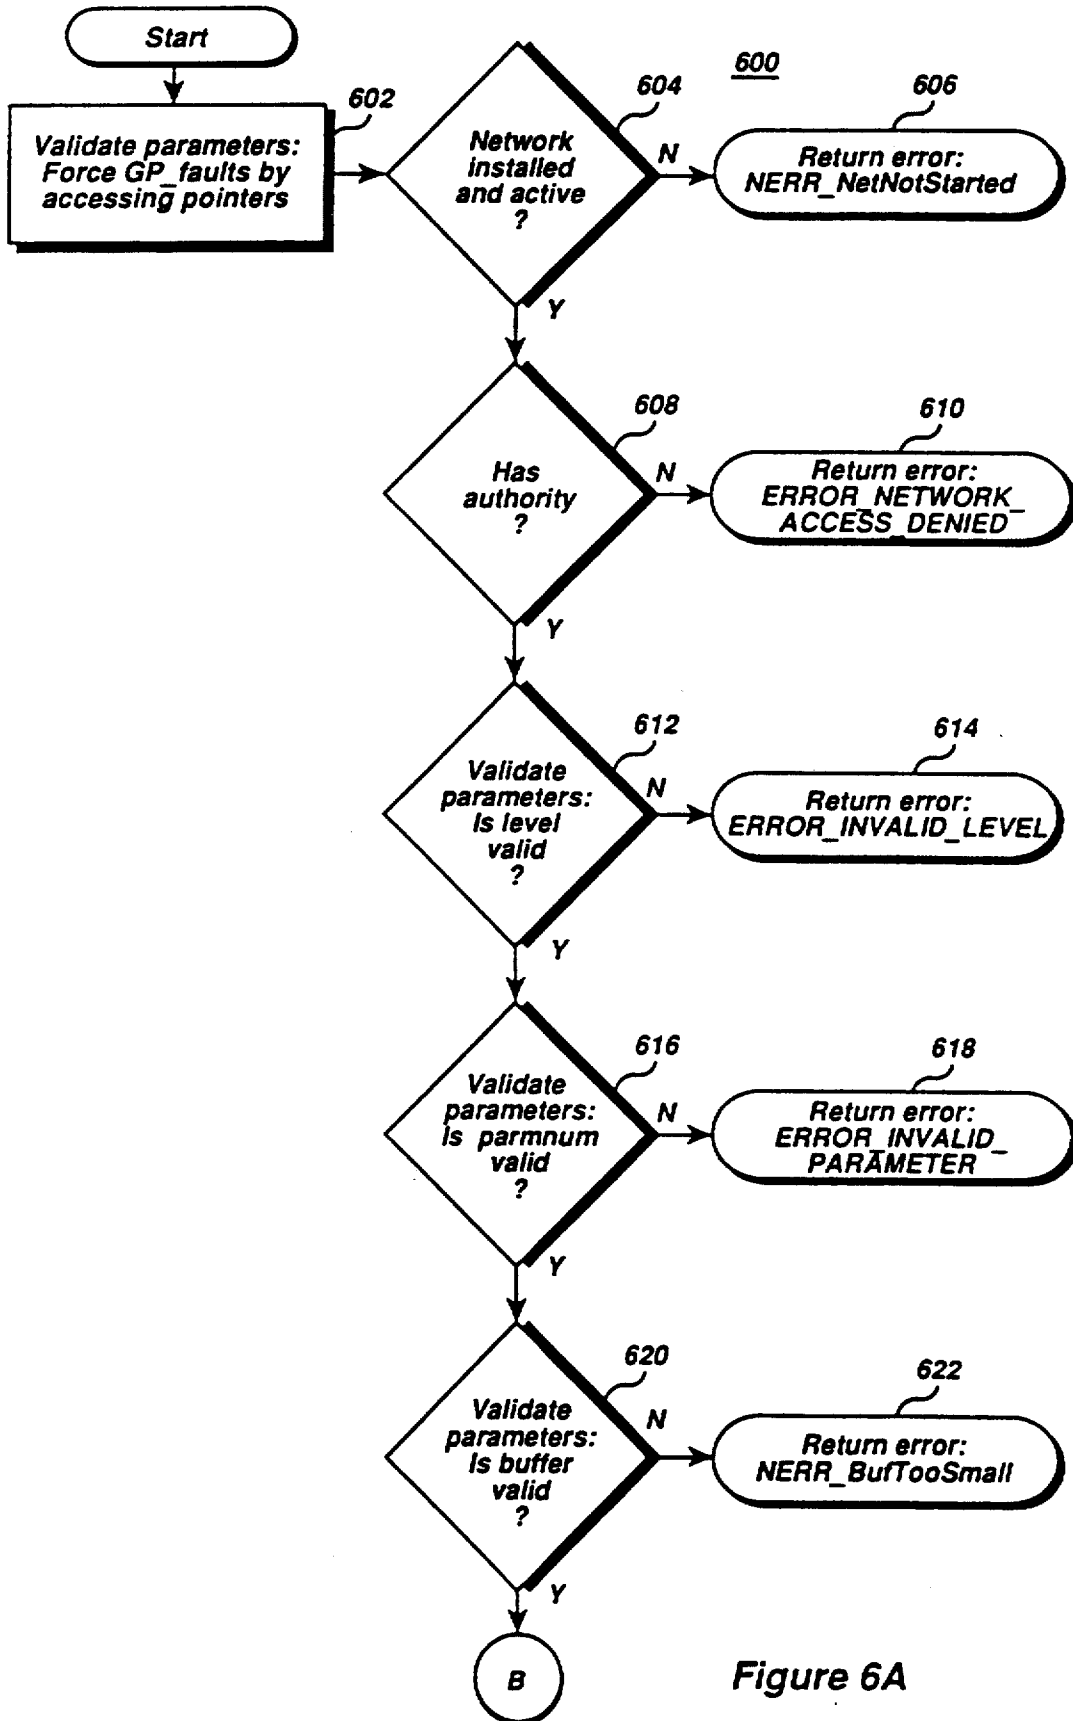 Start
602
Validate parameters:
Force GP_faults by
accessing pointers
600
604
Network
installed
and active
?
N
606
Return error:
NERR_NetNotStarted
Y
608
Has
authority
?
N
610
Return error:
ERROR_NETWORK_
ACCESS_DENIED
Y
612
Validate
parameters:
Is level
valid
?
N
614
Return error:
ERROR_INVALID_LEVEL
Y
616
Validate
parameters:
Is parmnum
valid
?
N
618
Return error:
ERROR_INVALID_
PARAMETER
Y
620
Validate
parameters:
Is buffer
valid
?
N
622
Return error:
NERR_BufTooSmall
Y
B
Figure 6A